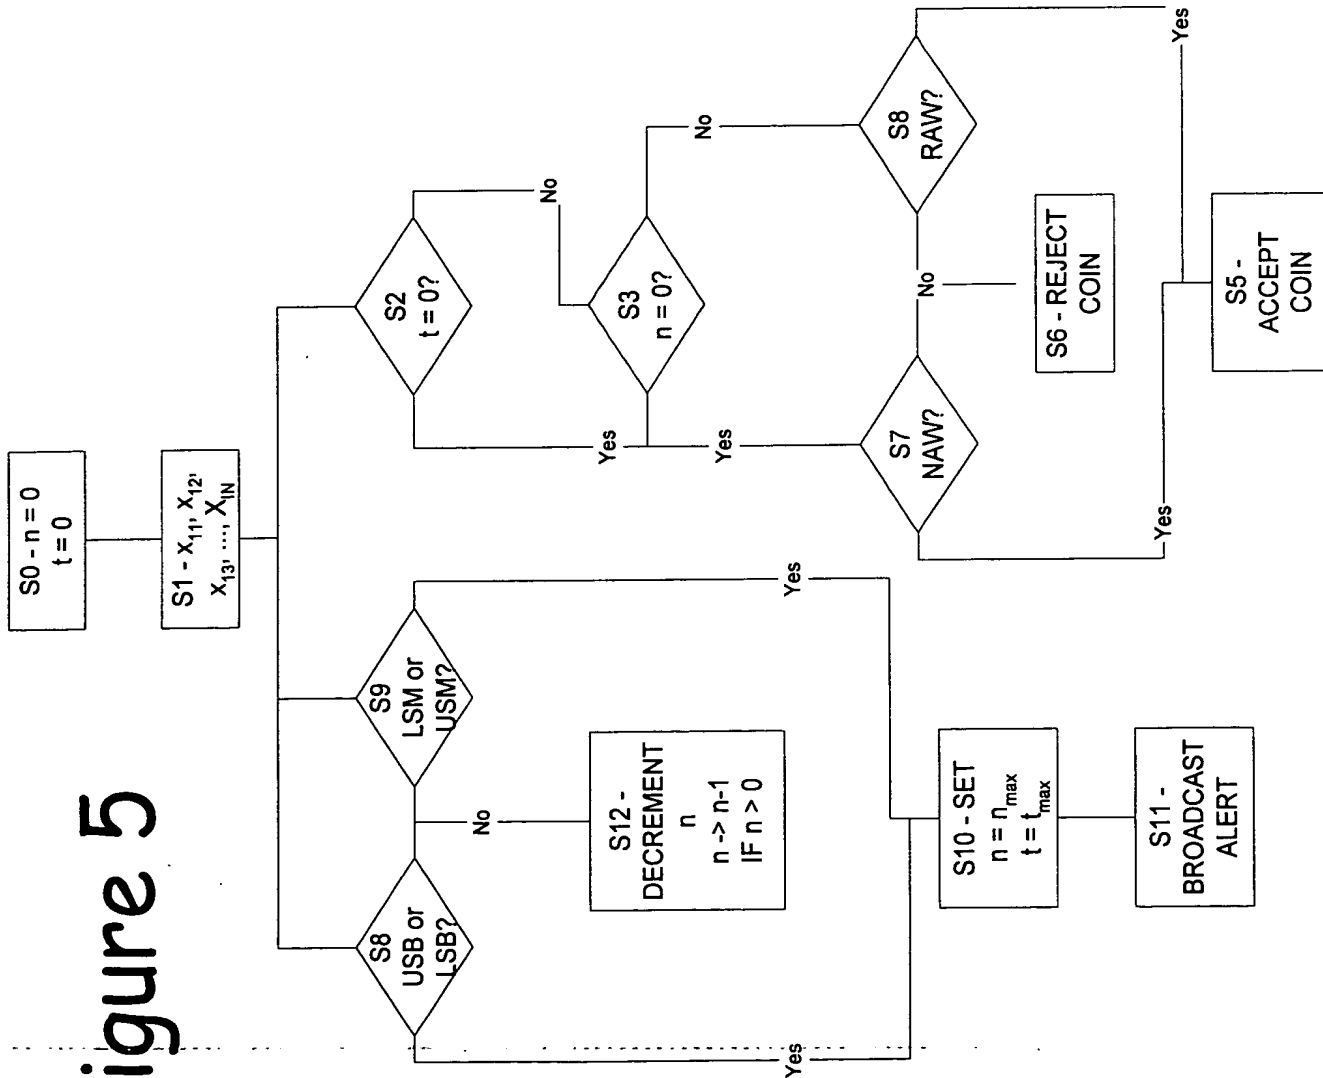 igure 5
S0 - n = 0
t = 0
S1 - x11, x12,
x13, ..., XIN
S8
USB or
LSB?
S9
LSM or
USM?
S2
t = 0?
No
S3
n = 0?
No
Yes
Yes
No
S12 -
DECREMENT
n
n -> n-1
IF n > 0
Yes
Yes
S10 - SET
n = nmax
t = tmax
S11 -
BROADCAST
ALERT
S7
NAW?
S8
RAW?
No
S6 - REJECT
COIN
Yes
Yes
S5 -
ACCEPT
COIN